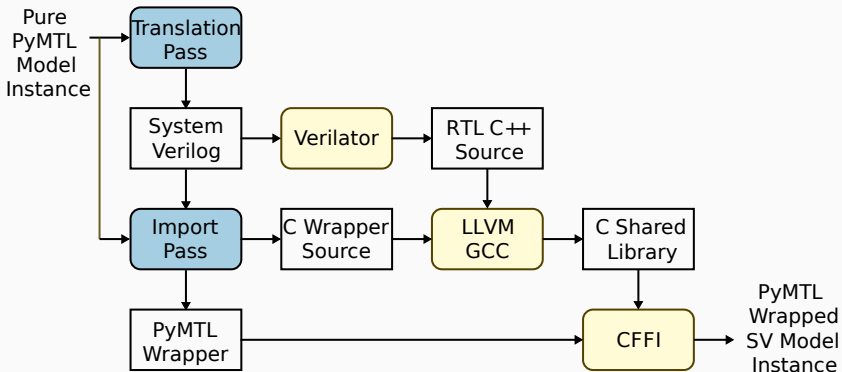 Pure
PyMTL
Model
Instance
Translation
Pass
System
Verilog
Verilator
RTL C++
Source
Import
Pass
C Wrapper
Source
LLVM
GCC
C Shared
Library
PyMTL
Wrapper
CFFI
PyMTL
Wrapped
SV Model
Instance